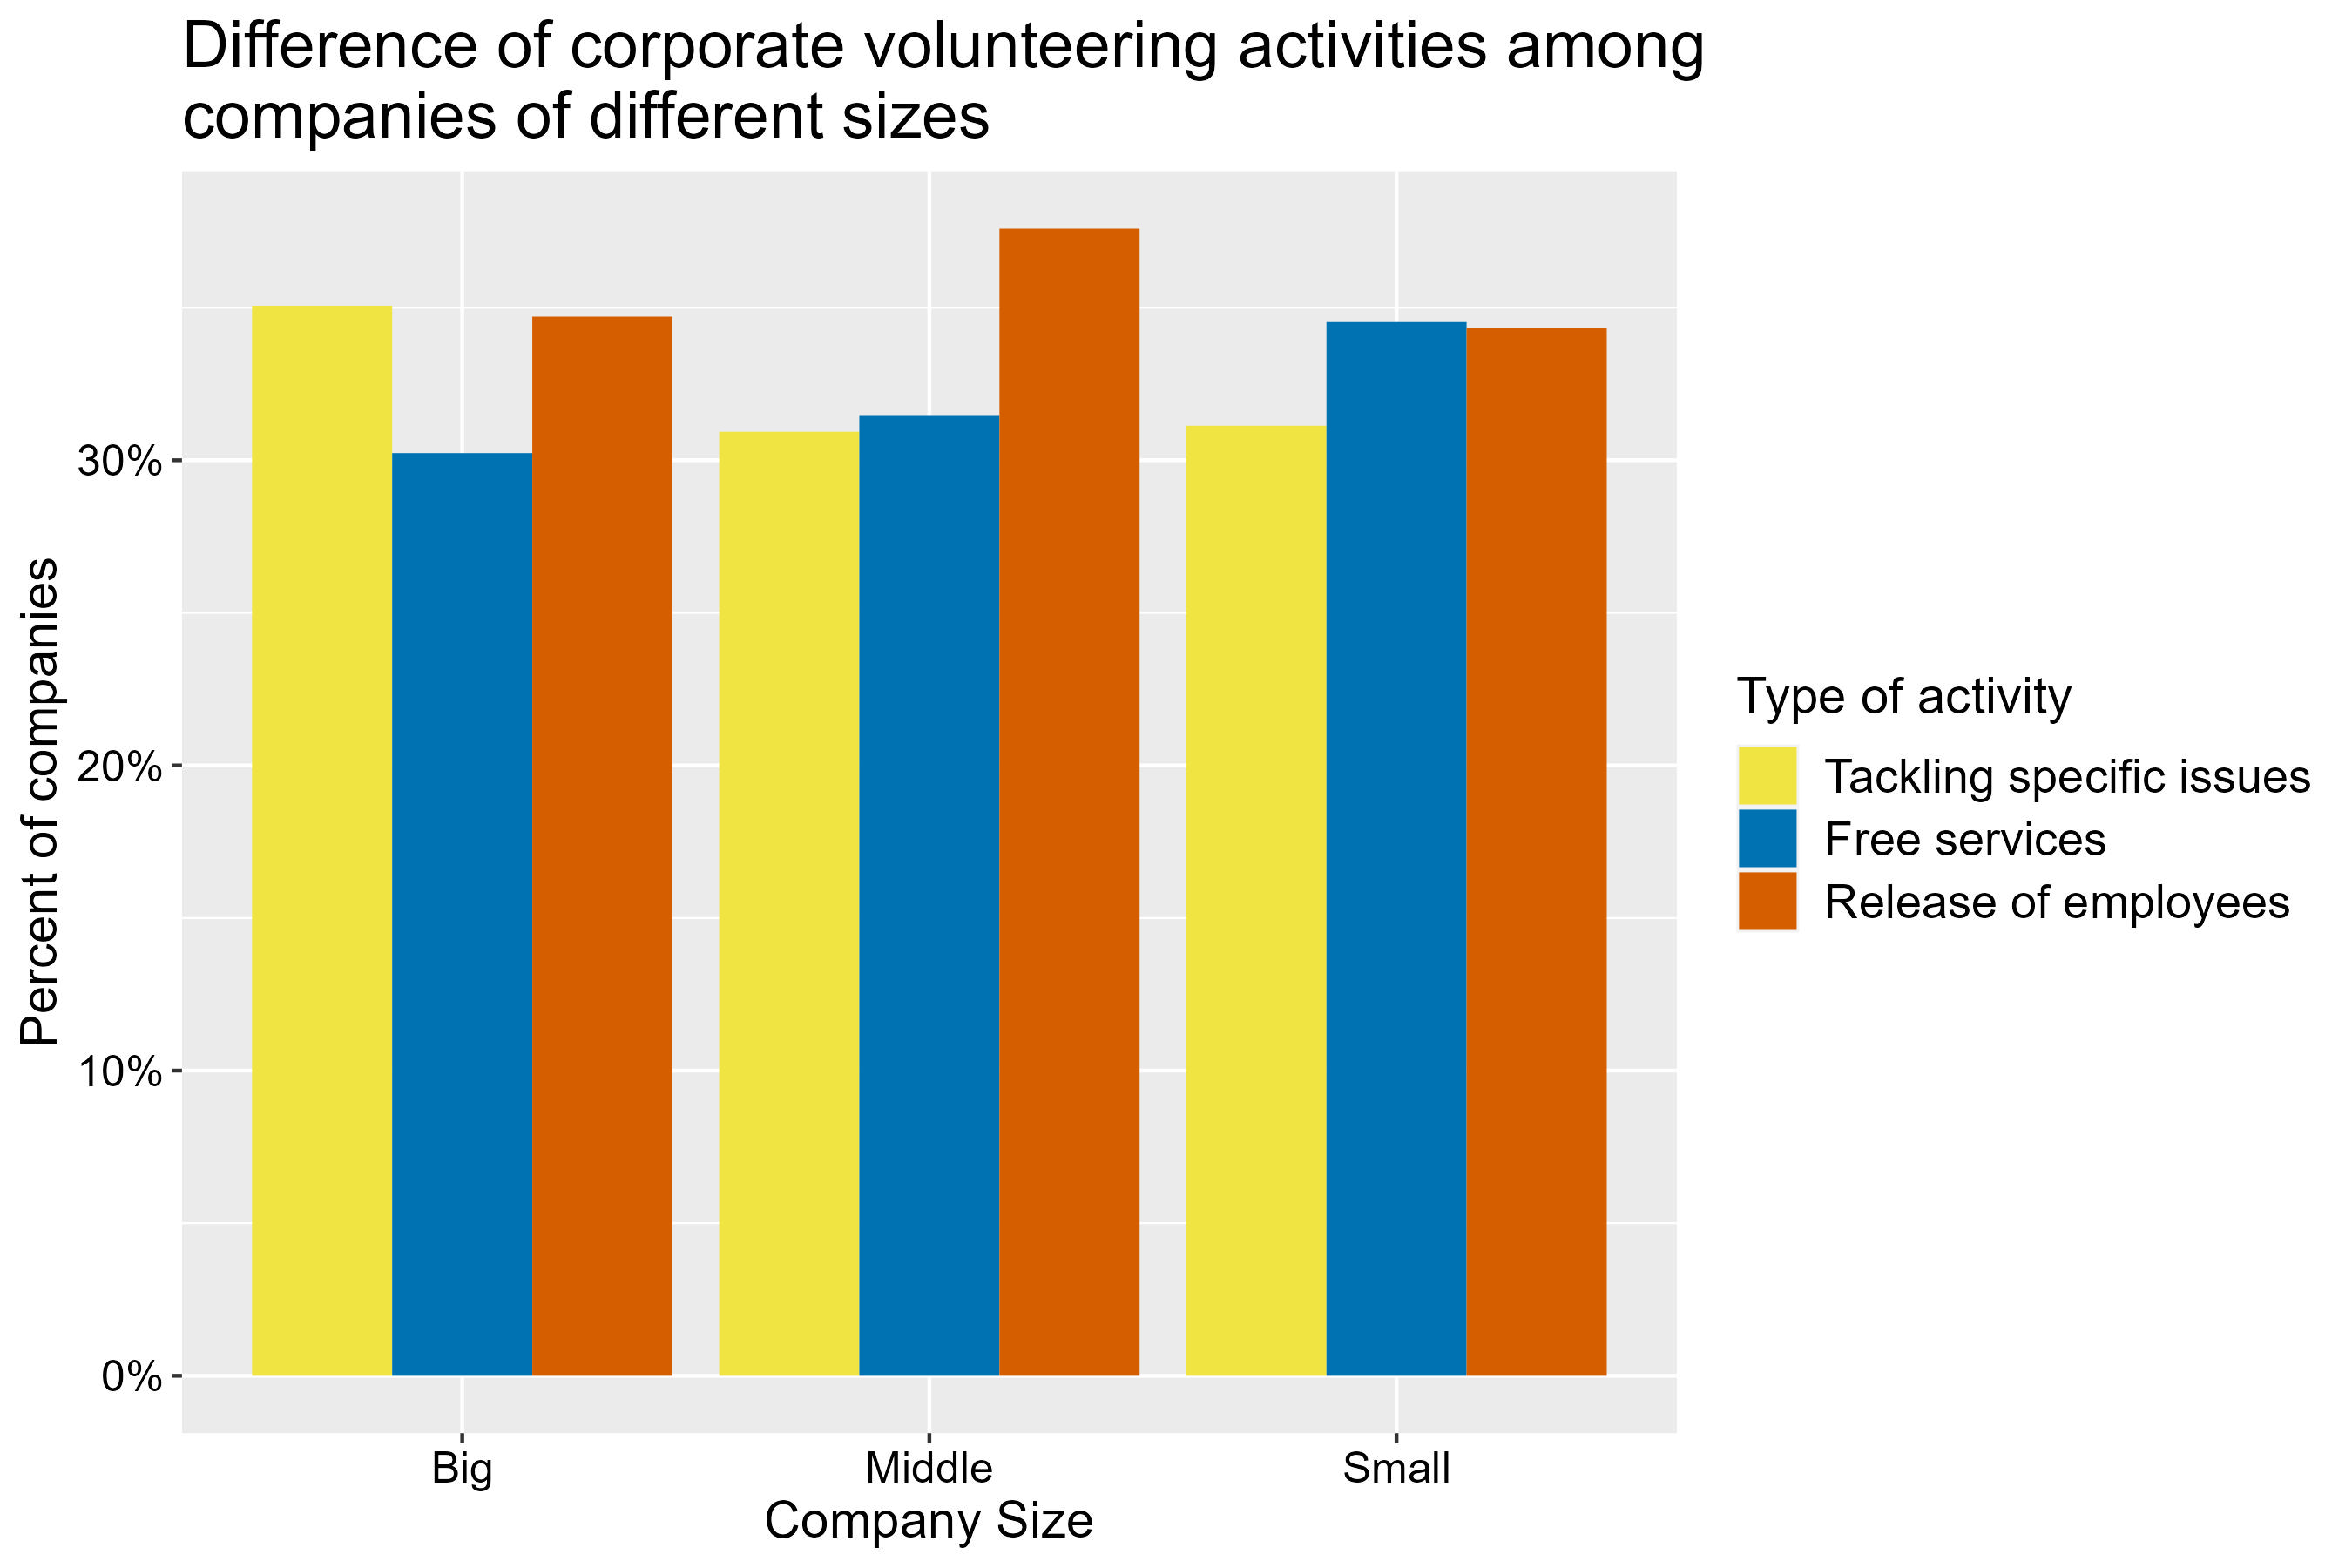 Difference of corporate volunteering activities among
companies of different sizes
Percent of companies
30%
20%
10%
0%
Big
Middle
Small
Company Size
Type of activity
Tackling specific issues
Free services
Release of employees